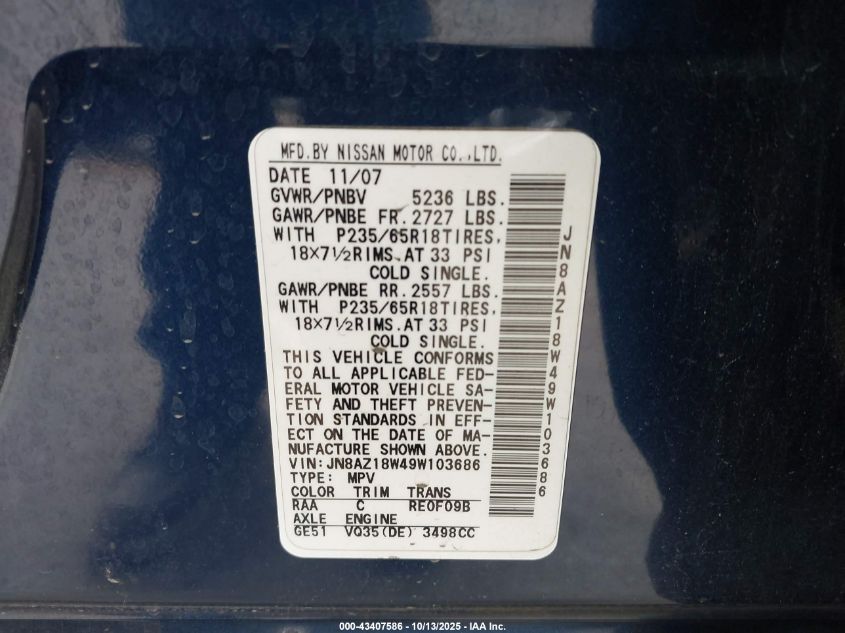 MFD.BY NISSAN MOTOR CO.,LTD.
DATE 11/07
GVWR/PNBV 5236 LBS.
GAWR/PNBE FR. 2727 LBS.
WITH P235/65R18TIRES,
18×7½RIMS.AT 33 PSI
COLD SINGLE.
GAWR/PNBE RR. 2557 LBS.
WITH P235/65R18TIRES,
18×7½RIMS.AT 33 PSI
COLD SINGLE.
THIS VEHICLE CONFORMS
TO ALL APPLICABLE FED-
ERAL MOTOR VEHICLE SA-
FETY AND THEFT PREVEN-
TION STANDARDS IN EFF-
ECT ON THE DATE OF MA-
NUFACTURE SHOWN ABOVE.
VIN:JN8AZ18W49W103686
TYPE: MPV
COLOR TRIM TRANS
RAA C RE0F09B
AXLE ENGINE
GE51 VQ35(DE) 3498CC
JN8AZ18W49W103686
000-43407586 - 10/13/2025 - IAA Inc.